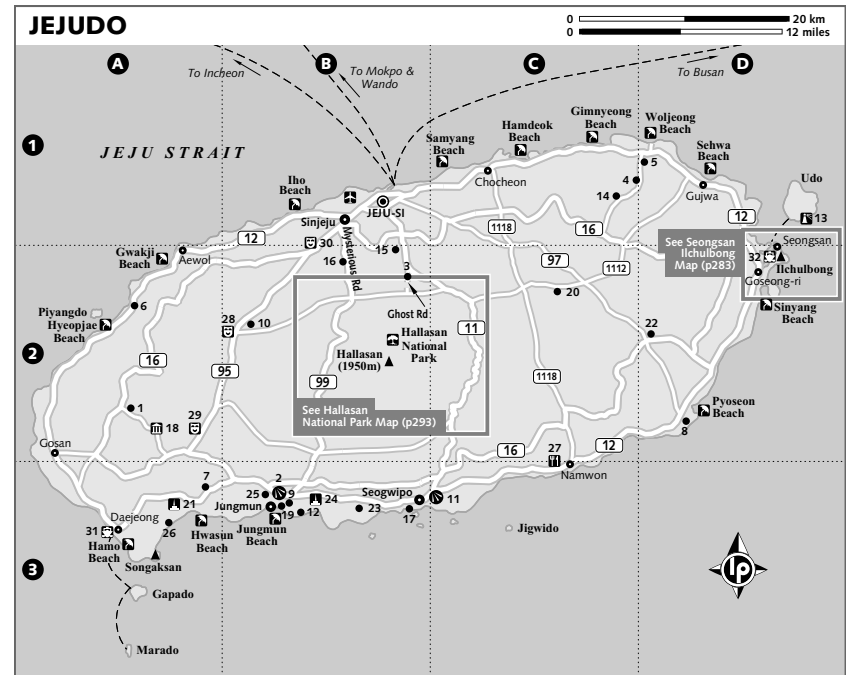 JEJUDO
0 20 km
0 12 miles
A
B
C
D
To Incheon
To Mokpo &
Wando
To Busan
1
JEJU STRAIT
Samyang
Beach
Hamdeok
Beach
Gimnyeong
Beach
Woljeong
Beach
Sehwa
Beach
Udo
Iho
Beach
Chocheon
5
4
14
Gujwa
13
JEJU-SI
Sinjeju
Mysterious Rd
12
30
1118
16
12
See Seongsan
Ilchulbong
Map (p283)
Seongsan
32
Ilchulbong
Goseong-ri
Gwakji
Beach
Aewol
16
15
3
97
1112
20
Sinyang
Beach
6
Piyangdo
Hyeopjae
Beach
28
10
Ghost Rd
11
22
2
Hallasan
National
Park
Hallasan
(1950m)
16
95
99
1118
See Hallasan
National Park Map (p293)
1
18
29
Pyoseon
Beach
8
Gosan
16
12
27
Namwon
7
2
25
9
24
Seogwipo
11
21
Jungmun
19
12
23
17
Daejeong
31
26
Hwasun
Beach
Jungmun
Beach
Jigwido
Hamo
Beach
Songaksan
3
Gapado
lp
Marado